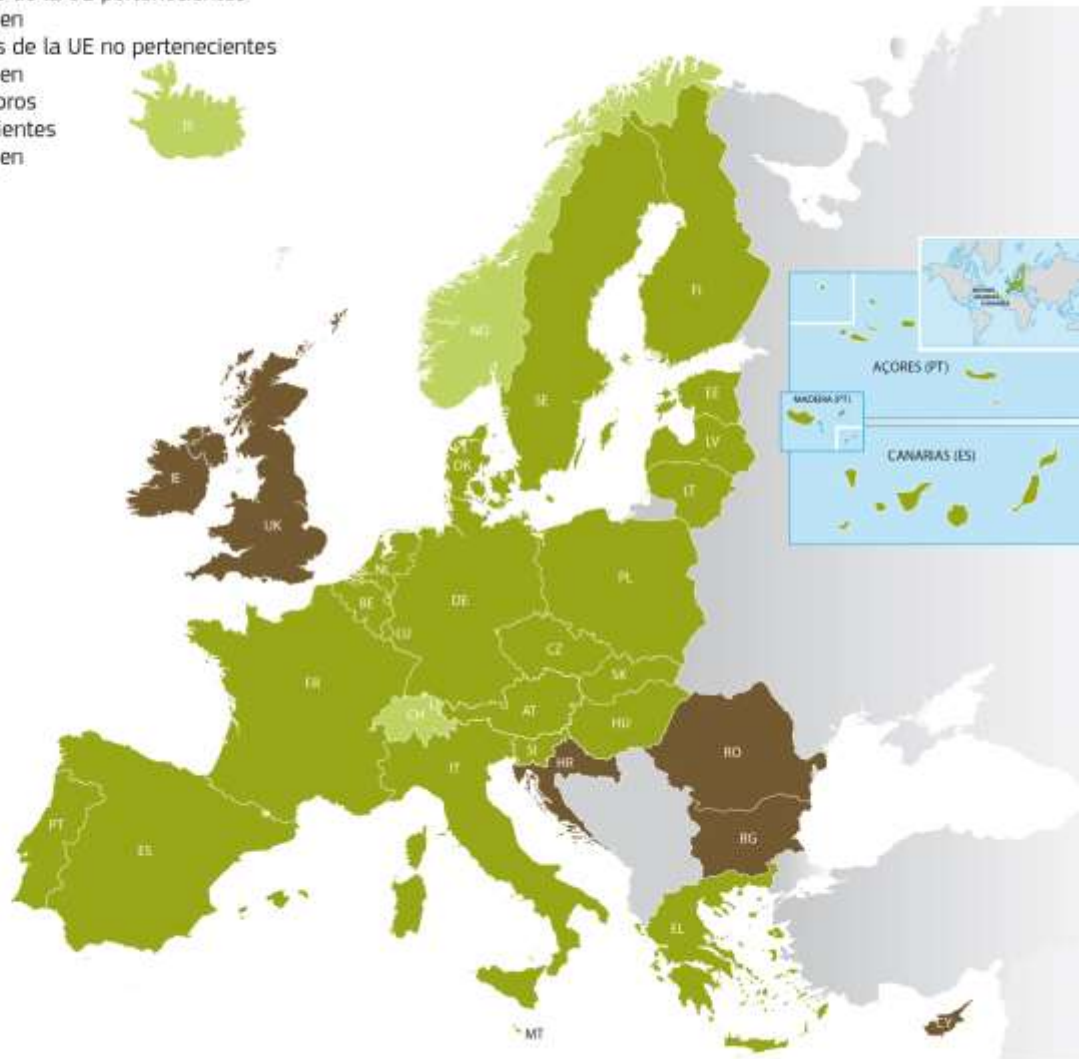 en
s de la UE no pertenecientes
en
ientes
en
IS
NO
FI
SE
EE
LV
LT
DK
IE
UK
NL
BE
LU
DE
PL
CZ
SK
FR
CH
AT
HU
SI
HR
IT
RO
BG
PT
ES
EL
MT
CY
AÇORES (PT)
MADEIRA (PT)
CANARIAS (ES)